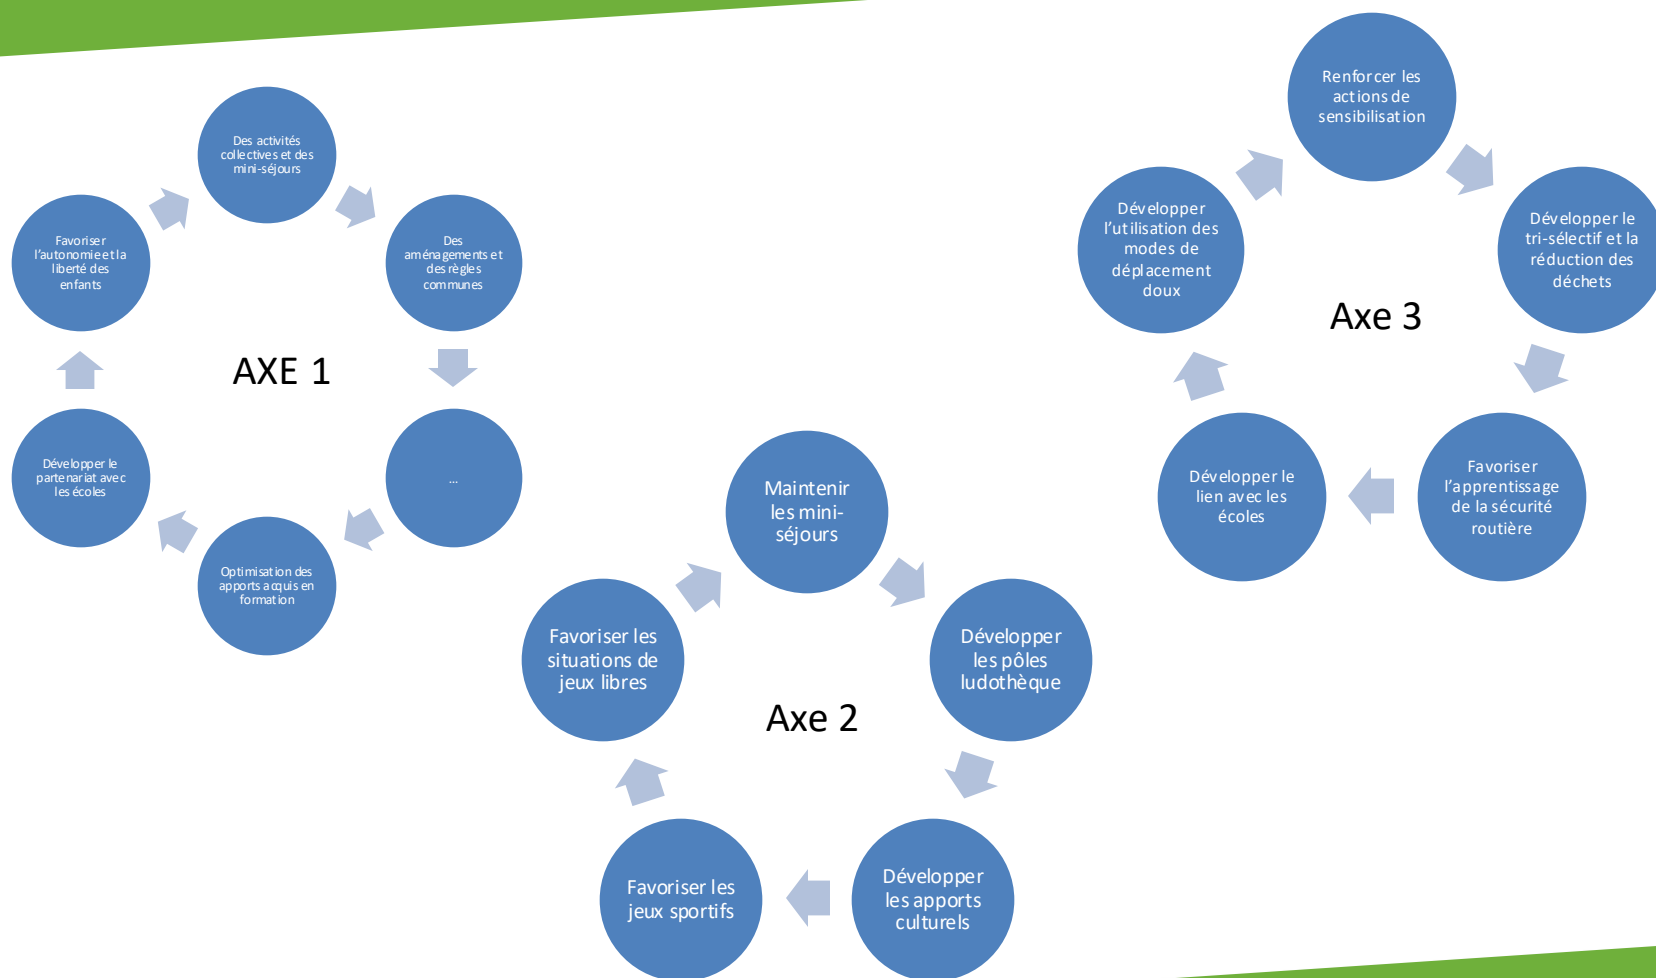 AXE 1
Des activités
collectives et des
mini-séjours
Des
aménagements et
des règles
communes
...
Optimisation des
apports acquis en
formation
Développer le
partenariat avec
les écoles
Favoriser
l'autonomie et la
liberté des
enfants
Axe 2
Maintenir
les mini-
séjours
Développer
les pôles
ludothèque
Développer
les apports
culturels
Favoriser les
jeux sportifs
Favoriser les
situations de
jeux libres
Axe 3
Renforcer les
actions de
sensibilisation
Développer le
tri-sélectif et la
réduction des
déchets
Favoriser
l'apprentissage
de la sécurité
routière
Développer le
lien avec les
écoles
Développer
l'utilisation des
modes de
déplacement
doux